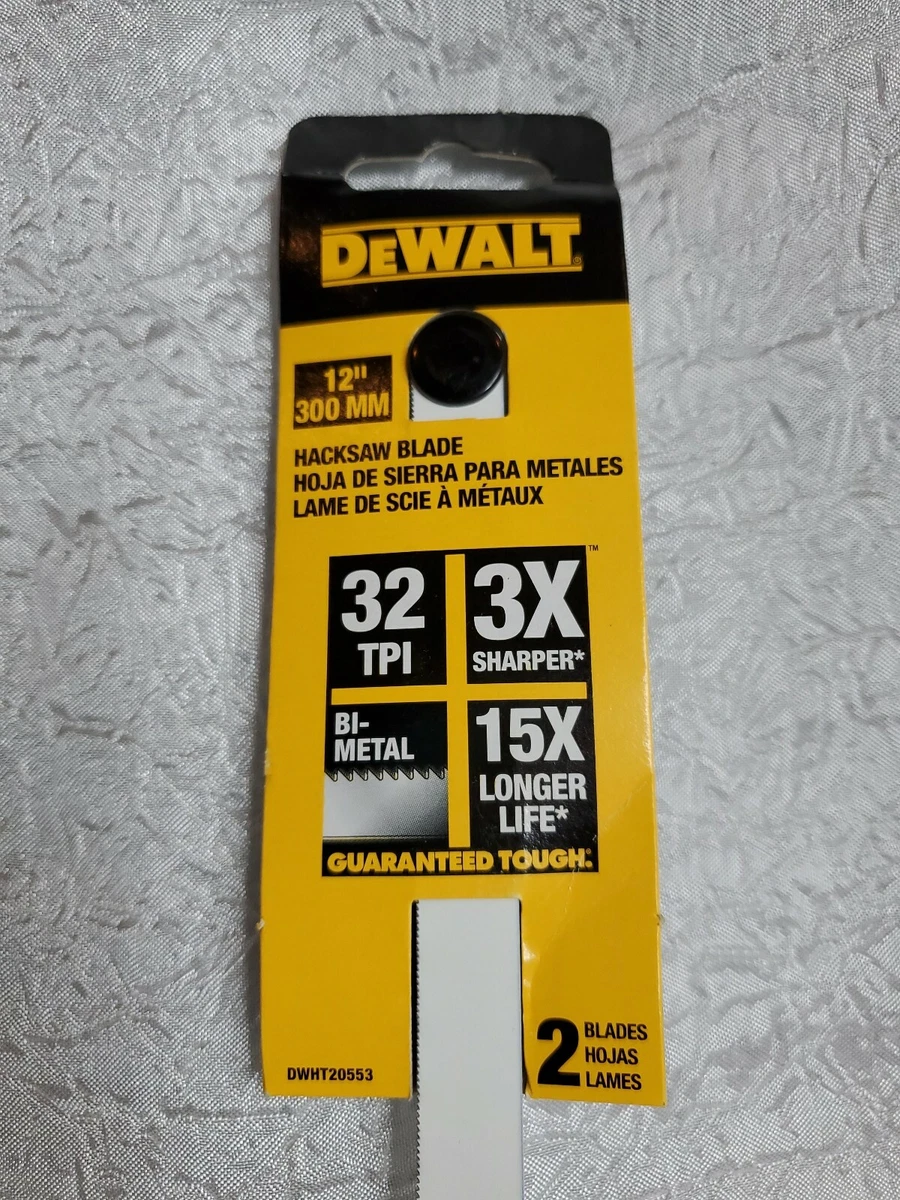 DEWALT®
12"
300 MM
HACKSAW BLADE
HOJA DE SIERRA PARA METALES
LAME DE SCIE À MÉTAUX
32
TPI
3X™
SHARPER*
BI-
METAL
15X
LONGER
LIFE*
GUARANTEED TOUGH.®
DWHT20553
2
BLADES
HOJAS
LAMES